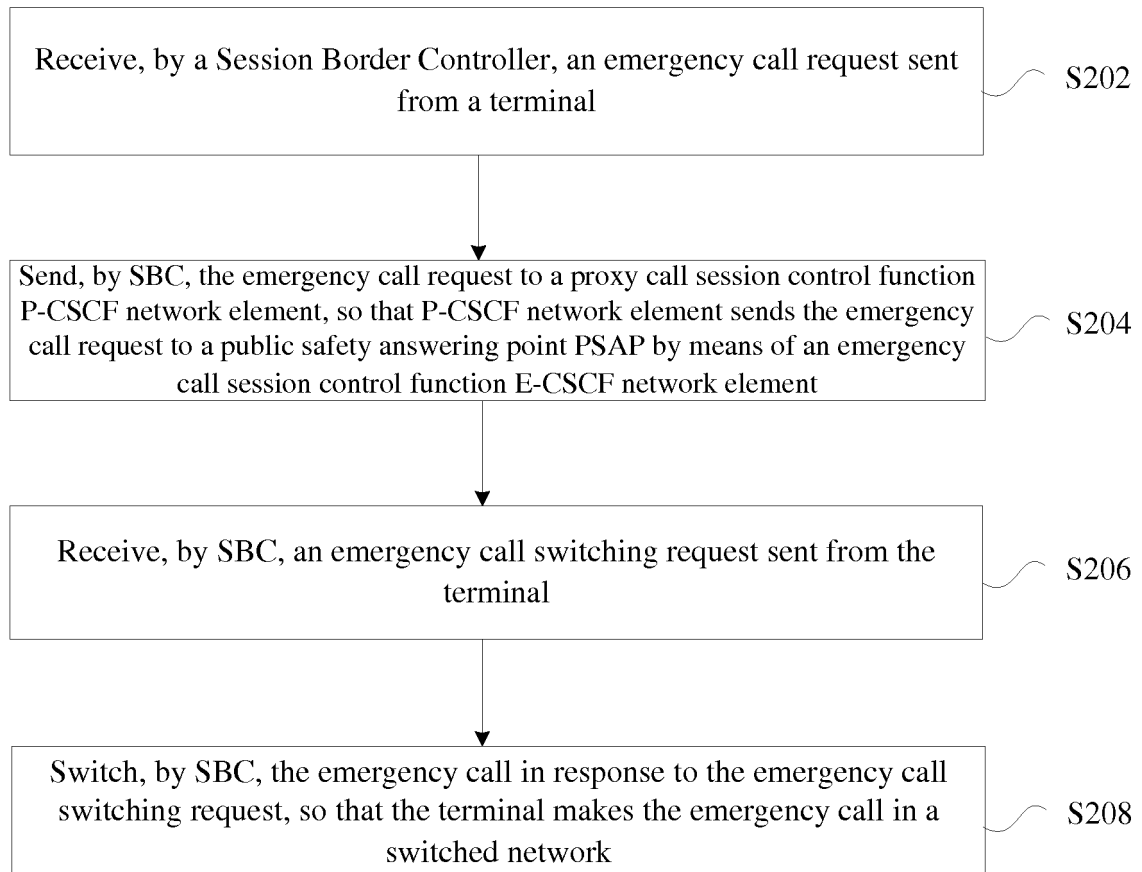 Receive, by a Session Border Controller, an emergency call request sent
from a terminal
S202
Send, by SBC, the emergency call request to a proxy call session control function
P-CSCF network element, so that P-CSCF network element sends the emergency
call request to a public safety answering point PSAP by means of an emergency
call session control function E-CSCF network element
S204
Receive, by SBC, an emergency call switching request sent from the
terminal
S206
Switch, by SBC, the emergency call in response to the emergency call
switching request, so that the terminal makes the emergency call in a
switched network
S208